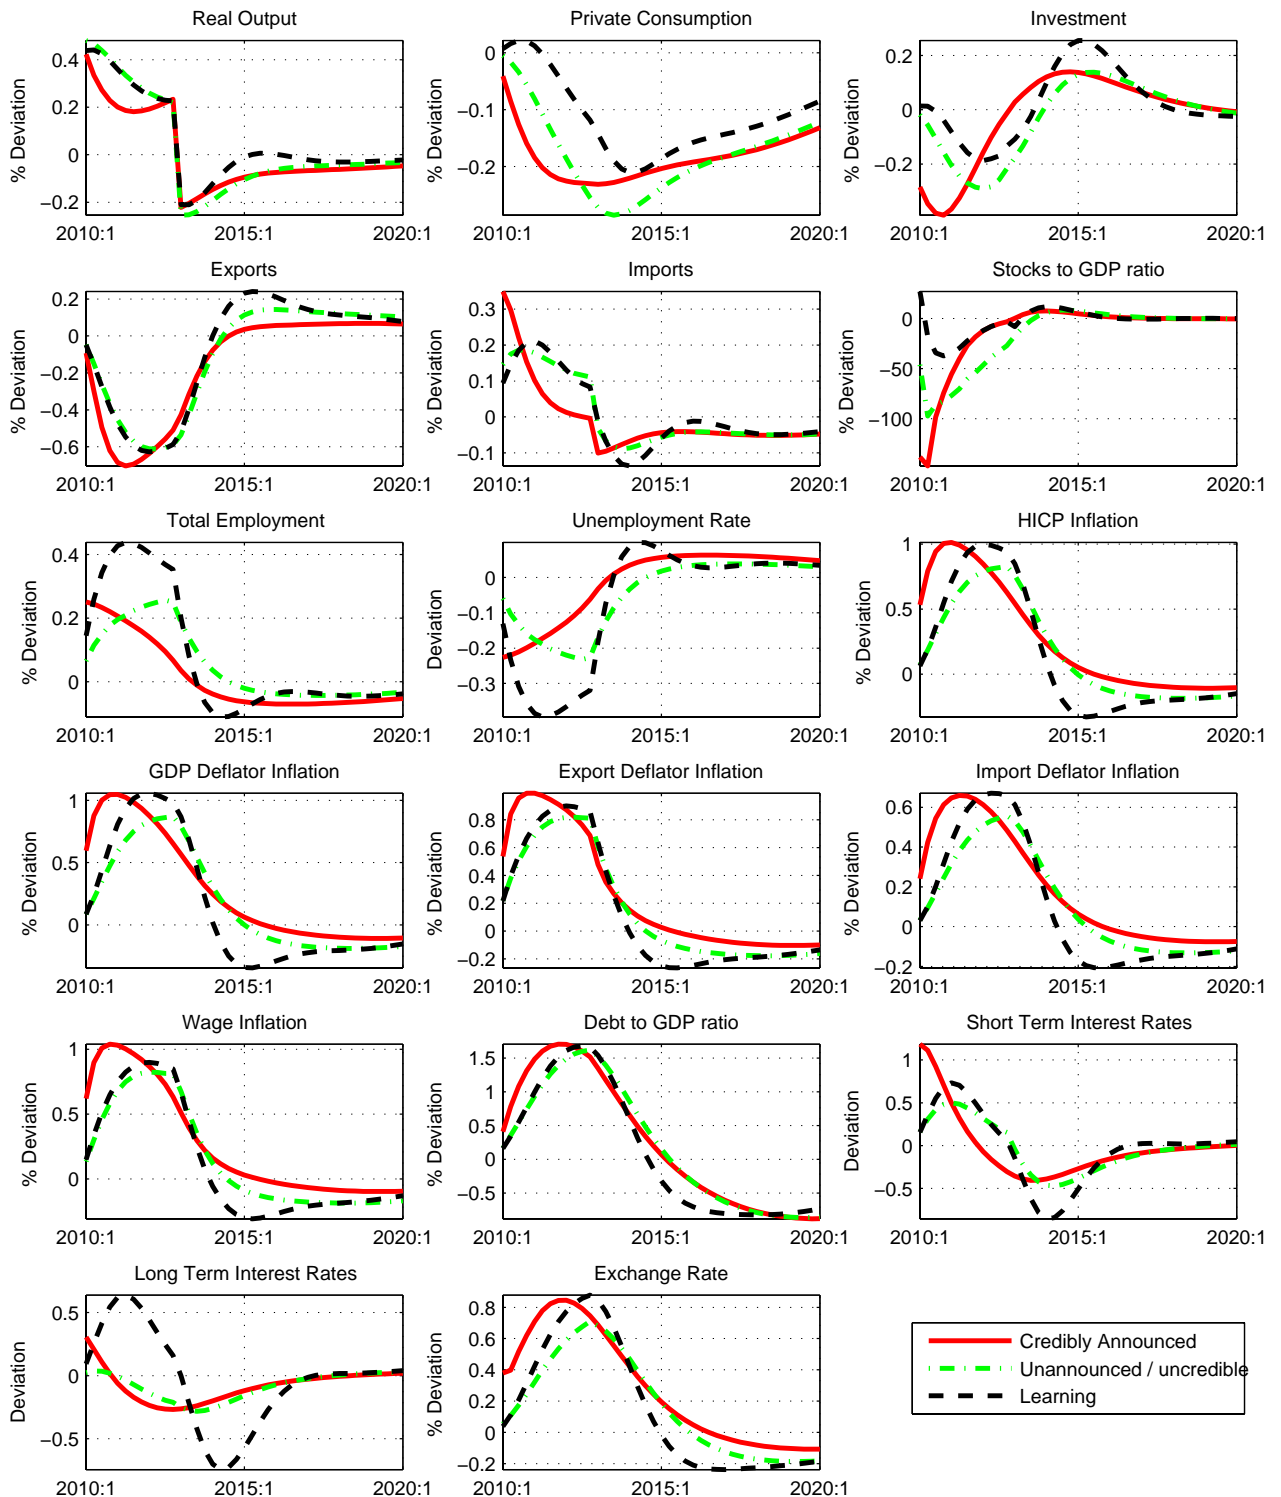 Real Output
Private Consumption
Investment
% Deviation
0.4
0.2
0
−0.2
2010:1 2015:1 2020:1
% Deviation
0
−0.1
−0.2
2010:1 2015:1 2020:1
% Deviation
0.2
0
−0.2
2010:1 2015:1 2020:1
Exports
Imports
Stocks to GDP ratio
% Deviation
0.2
0
−0.2
−0.4
−0.6
2010:1 2015:1 2020:1
% Deviation
0.3
0.2
0.1
0
−0.1
2010:1 2015:1 2020:1
% Deviation
0
−50
−100
2010:1 2015:1 2020:1
Total Employment
Unemployment Rate
HICP Inflation
% Deviation
0.4
0.2
0
2010:1 2015:1 2020:1
Deviation
0
−0.1
−0.2
−0.3
2010:1 2015:1 2020:1
% Deviation
1
0.5
0
2010:1 2015:1 2020:1
GDP Deflator Inflation
Export Deflator Inflation
Import Deflator Inflation
% Deviation
1
0.5
0
2010:1 2015:1 2020:1
% Deviation
0.8
0.6
0.4
0.2
0
−0.2
2010:1 2015:1 2020:1
% Deviation
0.6
0.4
0.2
0
−0.2
2010:1 2015:1 2020:1
Wage Inflation
Debt to GDP ratio
Short Term Interest Rates
% Deviation
1
0.5
0
2010:1 2015:1 2020:1
% Deviation
1.5
1
0.5
0
−0.5
2010:1 2015:1 2020:1
Deviation
1
0.5
0
−0.5
2010:1 2015:1 2020:1
Long Term Interest Rates
Exchange Rate
Deviation
0.5
0
−0.5
2010:1 2015:1 2020:1
% Deviation
0.8
0.6
0.4
0.2
0
−0.2
2010:1 2015:1 2020:1
Credibly Announced
Unannounced / uncredible
Learning